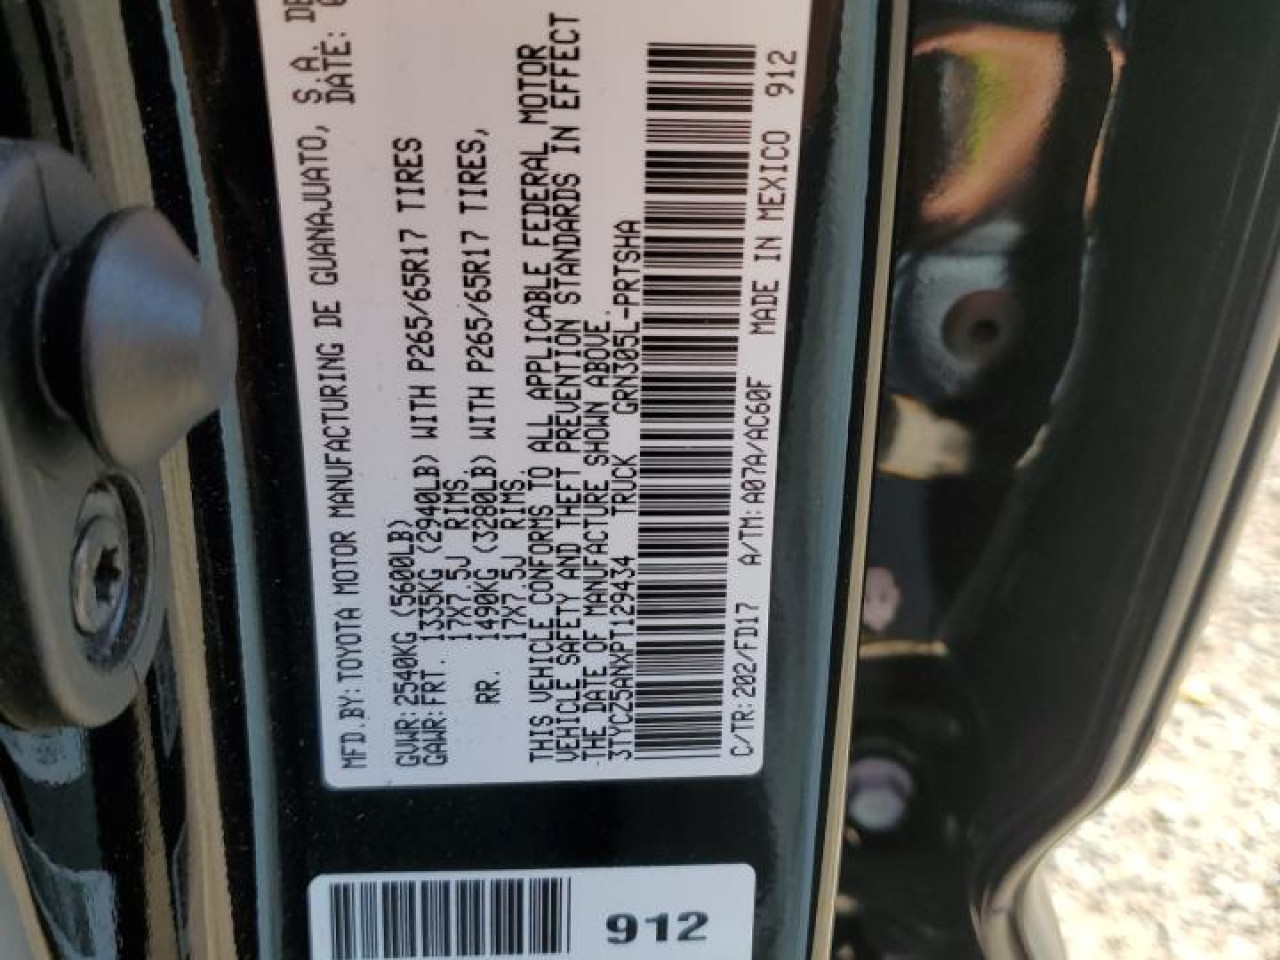 MFD.BY:TOYOTA MOTOR MANUFACTURING DE GUANAJUATO, S.A. DE
DATE:
GVWR:2540KG (5600LB)
GAWR:FRT. 1335KG (2940LB) WITH P265/65R17 TIRES
17X7.5J RIMS.
RR. 1490KG (3280LB) WITH P265/65R17 TIRES,
17X7.5J RIMS.
THIS VEHICLE CONFORMS TO ALL APPLICABLE FEDERAL MOTOR
VEHICLE SAFETY AND THEFT PREVENTION STANDARDS IN EFFECT
THE DATE OF MANUFACTURE SHOWN ABOVE.
3TYCZ5ANXPT129434 TRUCK GRN305L-PRTSHA
C/TR:202/FD17 A/TM:A07A/AC60F MADE IN MEXICO 912
912